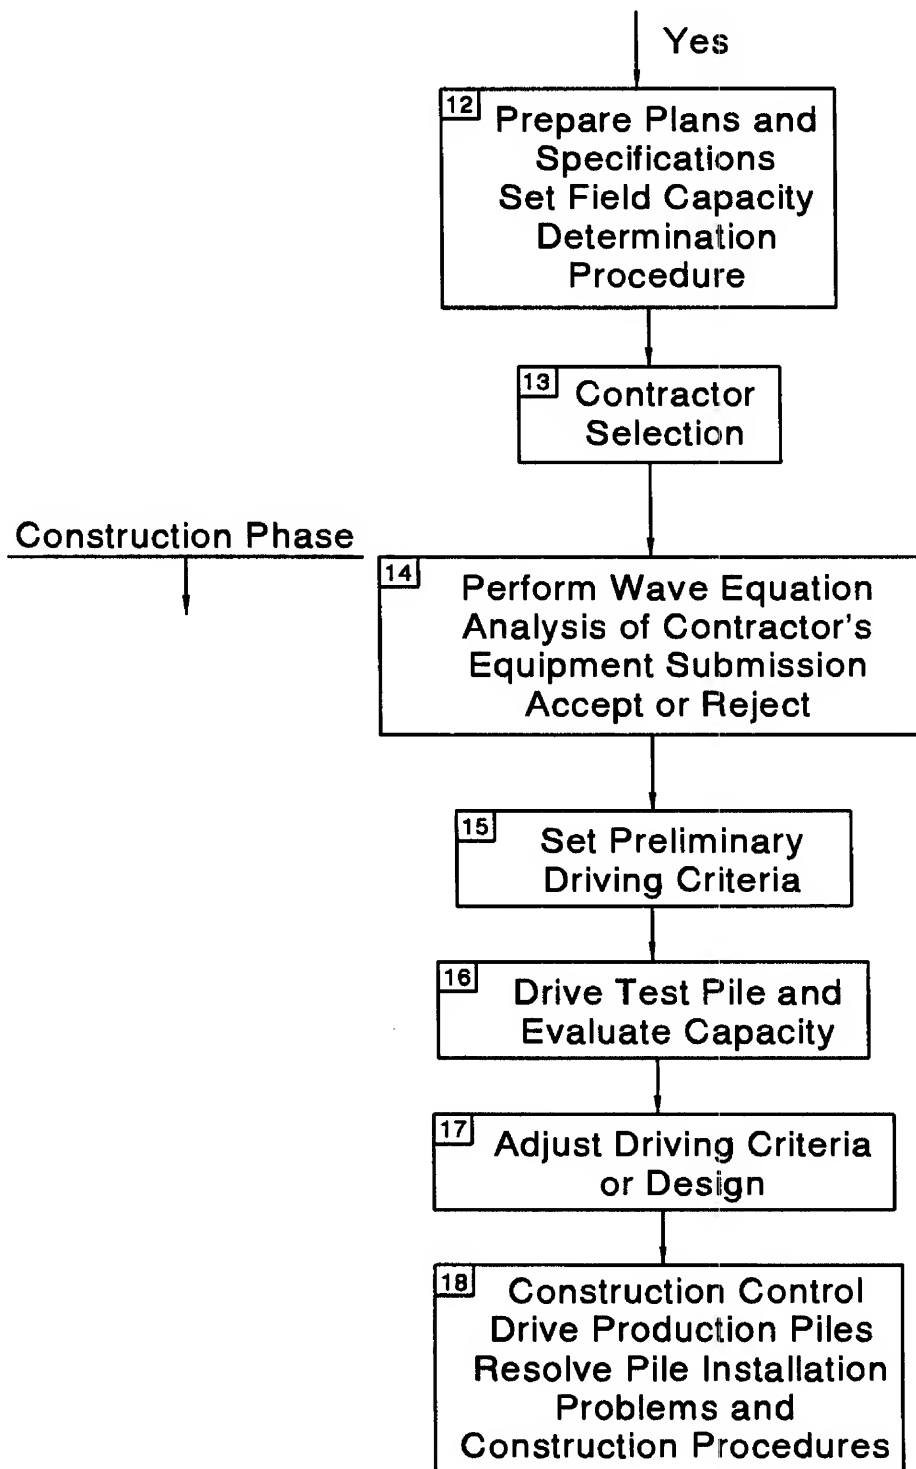 Yes
12
Prepare Plans and
Specifications
Set Field Capacity
Determination
Procedure
13
Contractor
Selection
Construction Phase
14
Perform Wave Equation
Analysis of Contractor's
Equipment Submission
Accept or Reject
15
Set Preliminary
Driving Criteria
16
Drive Test Pile and
Evaluate Capacity
17
Adjust Driving Criteria
or Design
18
Construction Control
Drive Production Piles
Resolve Pile Installation
Problems and
Construction Procedures